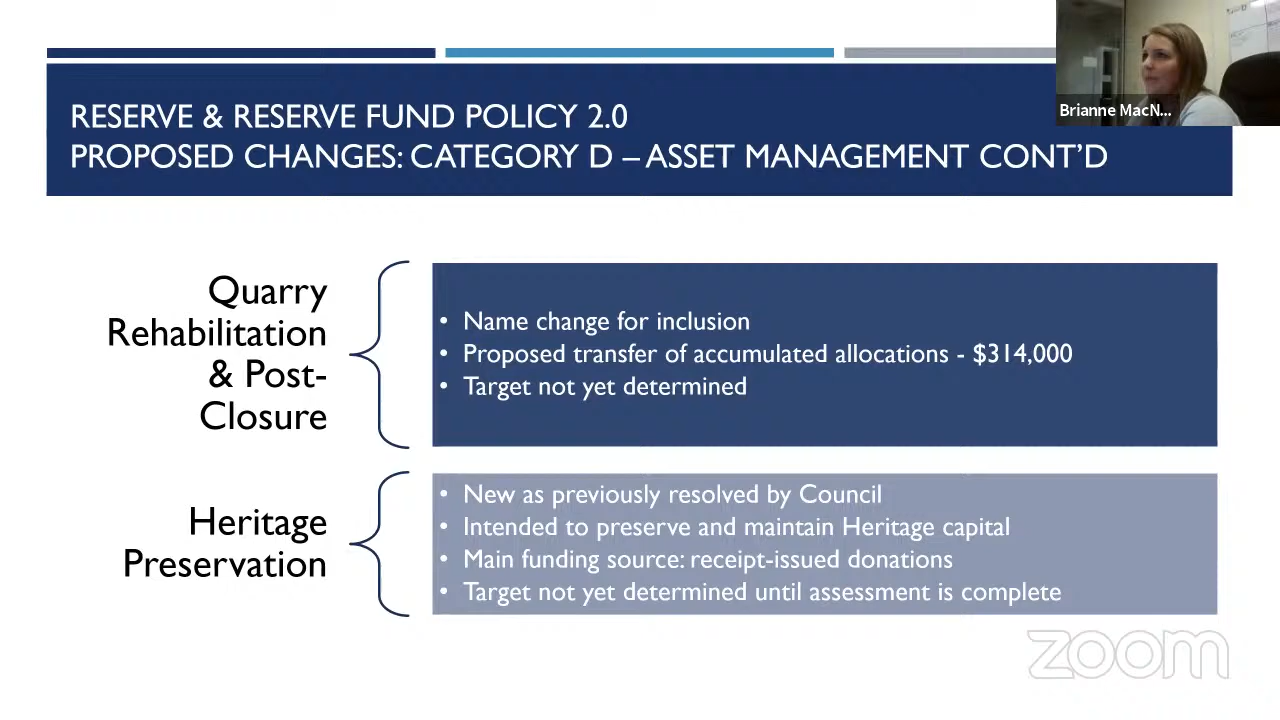 RESERVE & RESERVE FUND POLICY 2.0
PROPOSED CHANGES: CATEGORY D – ASSET MANAGEMENT CONT’D
Brianne MacN...
Quarry
Rehabilitation
& Post-
Closure
• Name change for inclusion
• Proposed transfer of accumulated allocations - $314,000
• Target not yet determined
Heritage
Preservation
• New as previously resolved by Council
• Intended to preserve and maintain Heritage capital
• Main funding source: receipt-issued donations
• Target not yet determined until assessment is complete
zoom